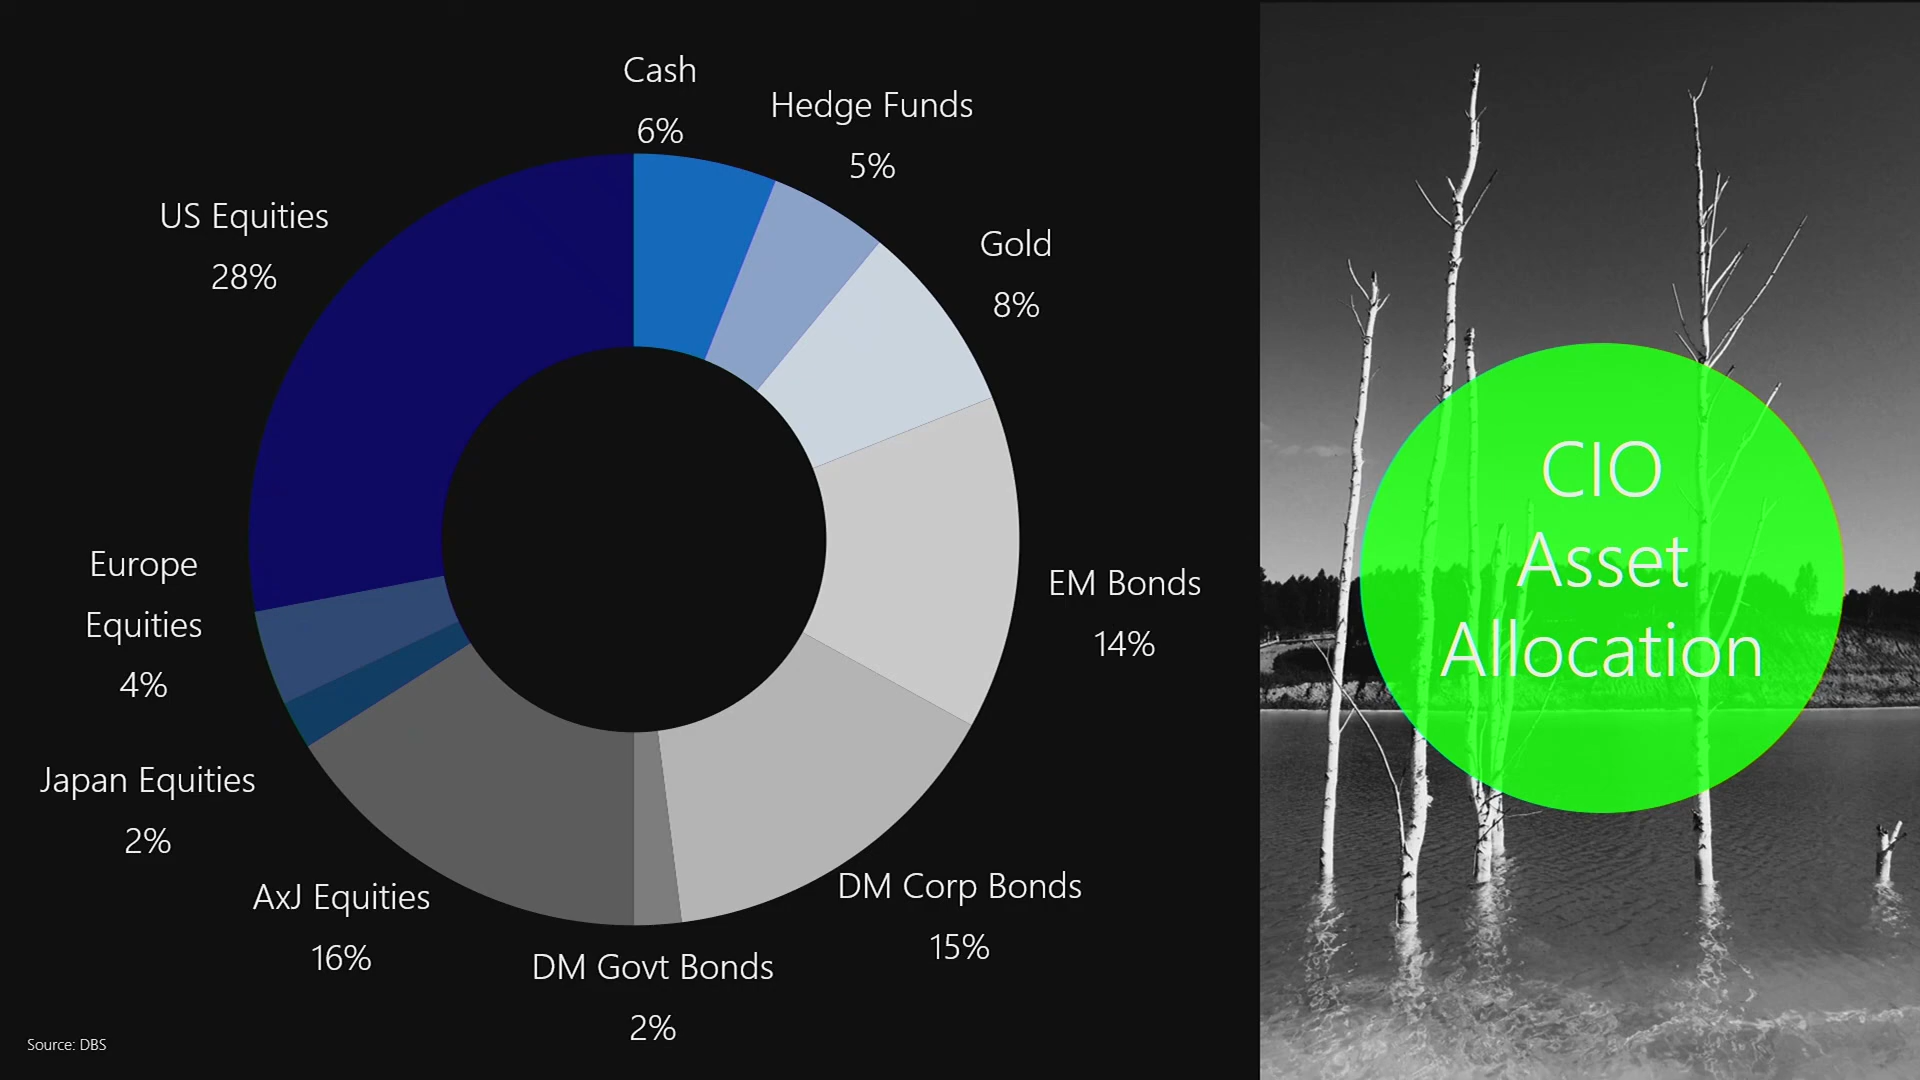 Cash
6%
Hedge Funds
5%
Gold
8%
EM Bonds
14%
DM Corp Bonds
15%
DM Govt Bonds
2%
AxJ Equities
16%
Japan Equities
2%
Europe
Equities
4%
US Equities
28%
CIO
Asset
Allocation
Source: DBS